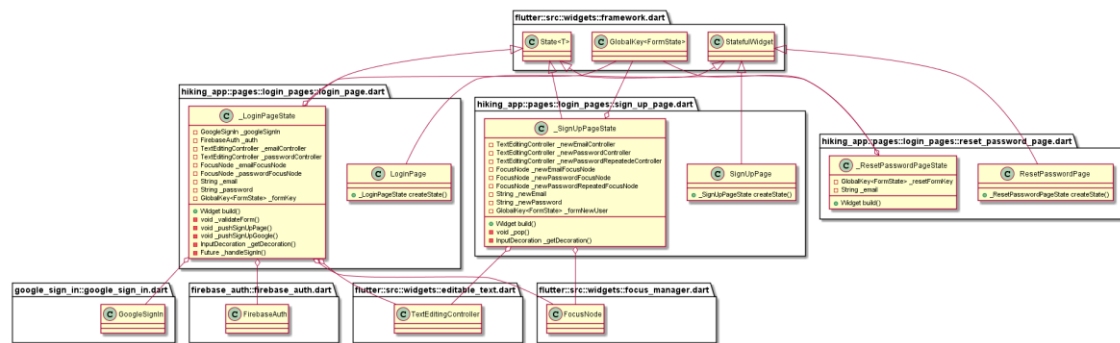 flutter::src::widgets::framework.dart
C State<T>
C GlobalKey<FormState>
C StatefulWidget
hiking_app::pages::login_pages::login_page.dart
C _LoginPageState
GoogleSignIn _googleSignIn
FirebaseAuth _auth
TextEditingController _emailController
TextEditingController _passwordController
FocusNode _emailFocusNode
FocusNode _passwordFocusNode
String _email
String _password
GlobalKey<FormState> _formKey
Widget build()
void _validateForm()
void _pushSignUpPage()
void _pushSignUpGoogle()
InputDecoration _getDecoration()
Future _handleSignIn()
C LoginPage
_LoginPageState createState()
hiking_app::pages::login_pages::sign_up_page.dart
C _SignUpPageState
TextEditingController _newEmailController
TextEditingController _newPasswordController
TextEditingController _newPasswordRepeatedeController
FocusNode _newEmailFocusNode
FocusNode _newPasswordFocusNode
FocusNode _newPasswordRepeatedFocusNode
String _newEmail
String _newPassword
GlobalKey<FormState> _formNewUser
Widget build()
void _pop()
InputDecoration _getDecoration()
C SignUpPage
_SignUpPageState createState()
hiking_app::pages::login_pages::reset_password_page.dart
C _ResetPasswordPageState
GlobalKey<FormState> _resetFormKey
String _email
Widget build()
C ResetPasswordPage
_ResetPasswordPageState createState()
google_sign_in::google_sign_in.dart
C GoogleSignIn
firebase_auth::firebase_auth.dart
C FirebaseAuth
flutter::src::widgets::editable_text.dart
C TextEditingController
flutter::src::widgets::focus_manager.dart
C FocusNode